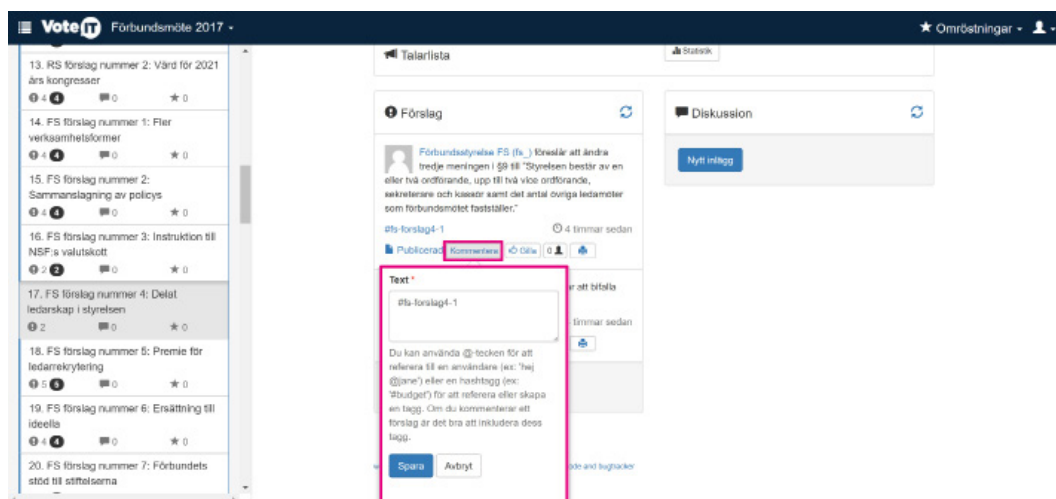 VoteIT Förbundsmöte 2017
Omröstningar
13. RS förslag nummer 2: Värd för 2021
års kongresser
4 4 0 0
14. FS förslag nummer 1: Fler
verksamhetsformer
4 4 0 0
15. FS förslag nummer 2:
Sammanslagning av policys
4 4 0 0
16. FS förslag nummer 3: Instruktion till
NSF:s valutskott
2 2 0 0
17. FS förslag nummer 4: Delat
ledarskap i styrelsen
2 0 0
18. FS förslag nummer 5: Premie för
ledarrekrytering
5 5 0 0
19. FS förslag nummer 6: Ersättning till
ideella
4 4 0 0
20. FS förslag nummer 7: Förbundets
stöd till stiftelserna
Talarlista
Statistik
Förslag
Förbundsstyrelse FS (fs_) föreslår att ändra
tredje meningen i §9 till "Styrelsen består av en
eller två ordförande, upp till två vice ordförande,
sekreterare och kassör samt det antal övriga ledamöter
som förbundsmötet fastställer."
#fs-forslag4-1 4 timmar sedan
Publicerad Kommentera Gilla 0
Text *
#fs-forslag4-1
Du kan använda @-tecken för att
referera till en användare (ex: 'hej
@jane') eller en hashtagg (ex:
'#budget') för att referera eller skapa
en tagg. Om du kommenterar ett
förslag är det bra att inkludera dess
tagg.
Spara Avbryt
att bifalla
timmar sedan
and bugtracker
Diskussion
Nytt inlägg